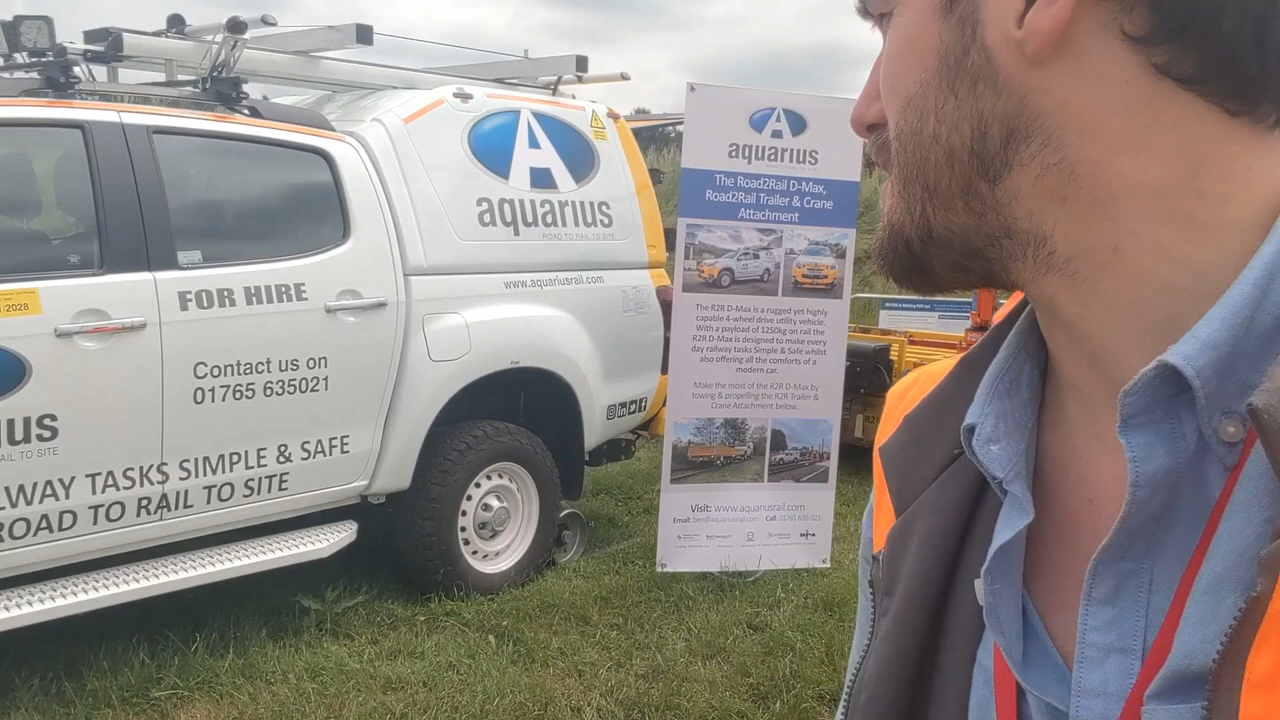 aquarius
ROAD TO RAIL TO SITE
www.aquariusrail.com
FOR HIRE
Contact us on
01765 635021
/2028
ius
AIL TO SITE
LWAY TASKS SIMPLE & SAFE
ROAD TO RAIL TO SITE
aquarius
The Road2Rail D-Max,
Road2Rail Trailer & Crane
Attachment
The R2R D-Max is a rugged yet highly
capable 4-wheel drive utility vehicle.
With a payload of 1250kg on rail the
R2R D-Max is designed to make every
day railway tasks Simple & Safe whilst
also offering all the comforts of a
modern car.
Make the most of the R2R D-Max by
towing & propelling the R2R Trailer &
Crane Attachment below.
Visit: www.aquariusrail.com
Email: ben@aquariusrail.com Call: 01765 635 021
R2R